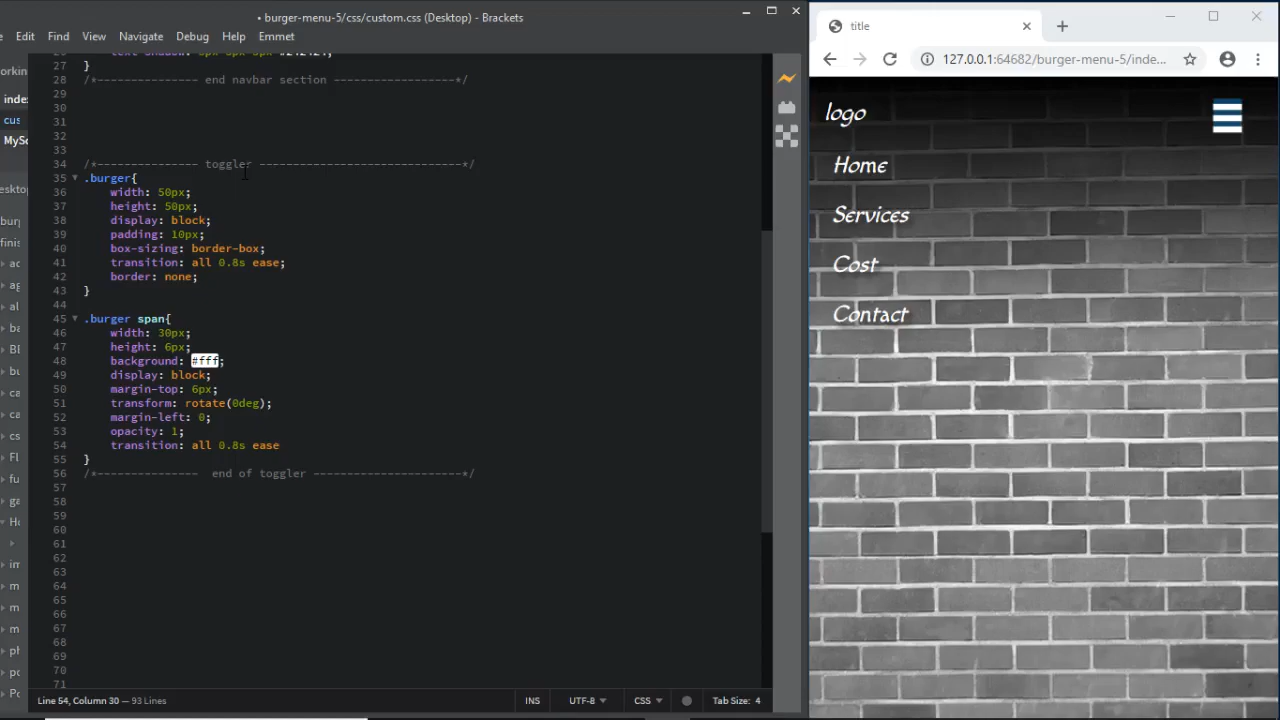 • burger-menu-5/css/custom.css (Desktop) - Brackets
Edit Find View Navigate Debug Help Emmet
27 }
28 /*--------------- end navbar section ------------------*/
29
30
31
32
33
34 /*--------------- toggler ------------------------------*/
35 .burger{
36 width: 50px;
37 height: 50px;
38 display: block;
39 padding: 10px;
40 box-sizing: border-box;
41 transition: all 0.8s ease;
42 border: none;
43 }
44
45 .burger span{
46 width: 30px;
47 height: 6px;
48 background: #fff;
49 display: block;
50 margin-top: 6px;
51 transform: rotate(0deg);
52 margin-left: 0;
53 opacity: 1;
54 transition: all 0.8s ease
55 }
56 /*--------------- end of toggler ----------------------*/
57
58
59
60
61
62
63
64
65
66
67
68
69
70
71
Line 54, Column 30 — 93 Lines
INS UTF-8 CSS Tab Size: 4
title
127.0.0.1:64682/burger-menu-5/inde...
logo
Home
Services
Cost
Contact